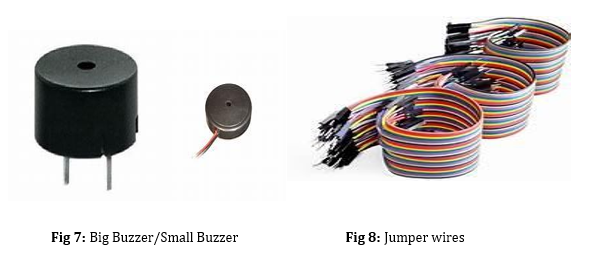 Fig 7: Big Buzzer/Small Buzzer
Fig 8: Jumper wires